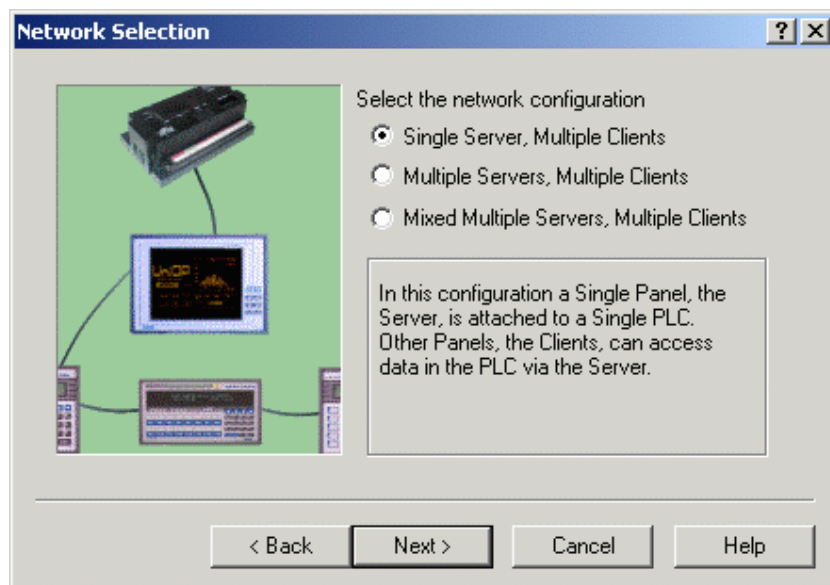 Network Selection
Select the network configuration
Single Server, Multiple Clients
Multiple Servers, Multiple Clients
Mixed Multiple Servers, Multiple Clients
UniOP
In this configuration a Single Panel, the
Server, is attached to a Single PLC.
Other Panels, the Clients, can access
data in the PLC via the Server.
< Back
Next >
Cancel
Help